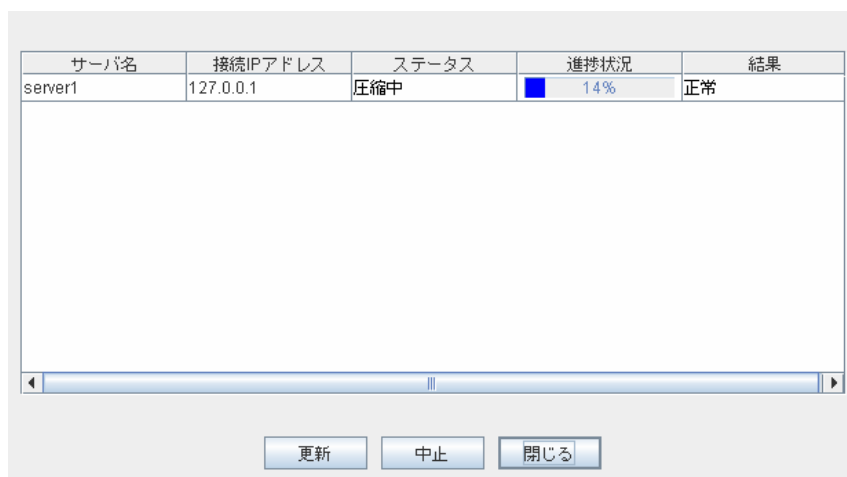 サーバ名 接続IPアドレス ステータス 進捗状況 結果
server1 127.0.0.1 圧縮中 14% 正常
更新 中止 閉じる